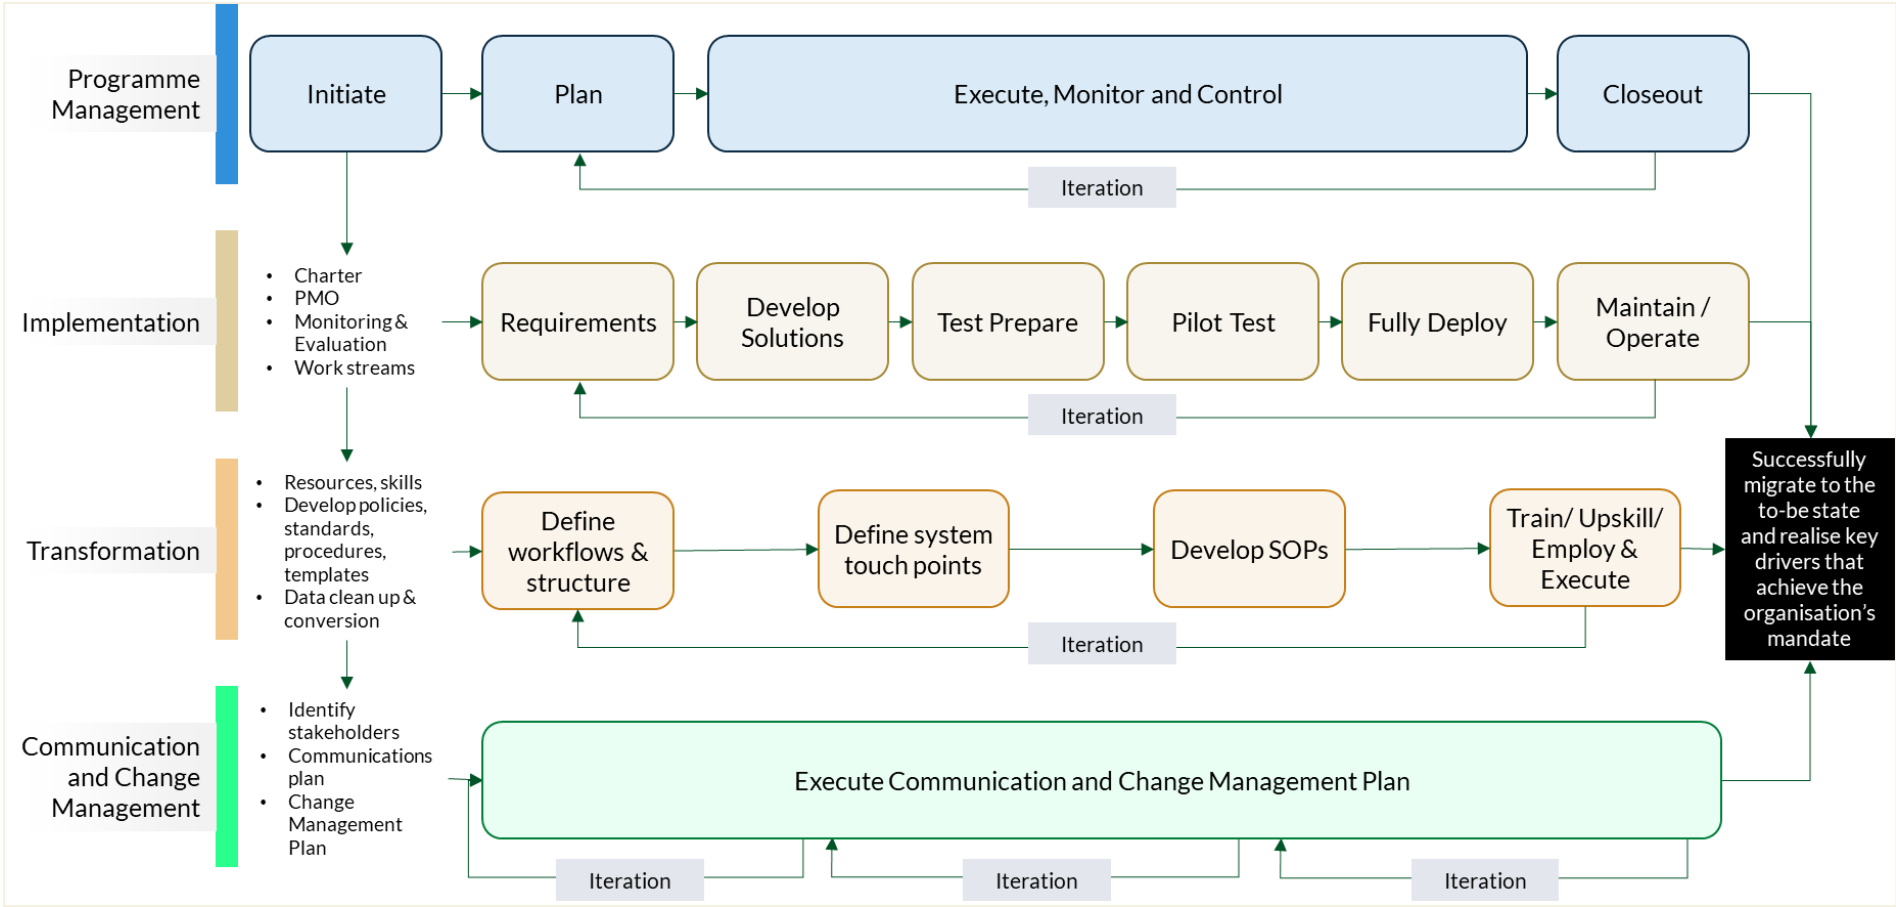 Programme
Management
Initiate
Plan
Execute, Monitor and Control
Closeout
Iteration
Implementation
• Charter
• PMO
• Monitoring &
Evaluation
• Work streams
Requirements
Develop
Solutions
Test Prepare
Pilot Test
Fully Deploy
Maintain /
Operate
Iteration
Transformation
• Resources, skills
• Develop policies,
standards,
procedures,
templates
• Data clean up &
conversion
Define
workflows &
structure
Define system
touch points
Develop SOPs
Train/ Upskill/
Employ &
Execute
Iteration
Successfully
migrate to the
to-be state
and realise key
drivers that
achieve the
organisation's
mandate
Communication
and Change
Management
• Identify
stakeholders
• Communications
plan
• Change
Management
Plan
Execute Communication and Change Management Plan
Iteration
Iteration
Iteration